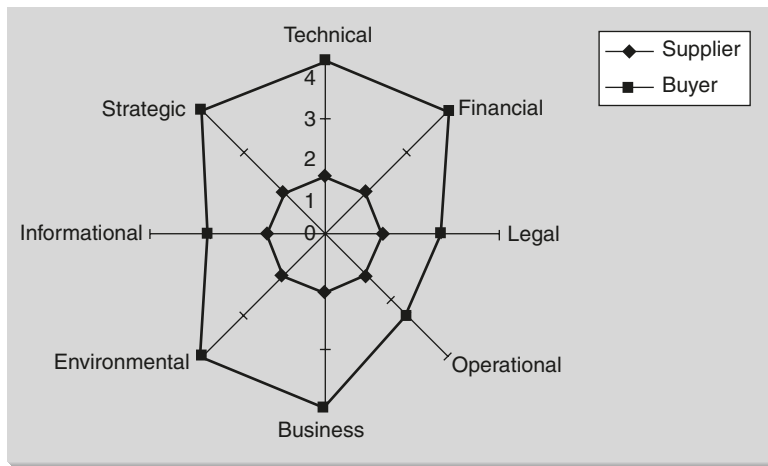 Technical
Supplier
Buyer
4
Strategic
Financial
3
2
1
Informational
0
Legal
Environmental
Operational
Business